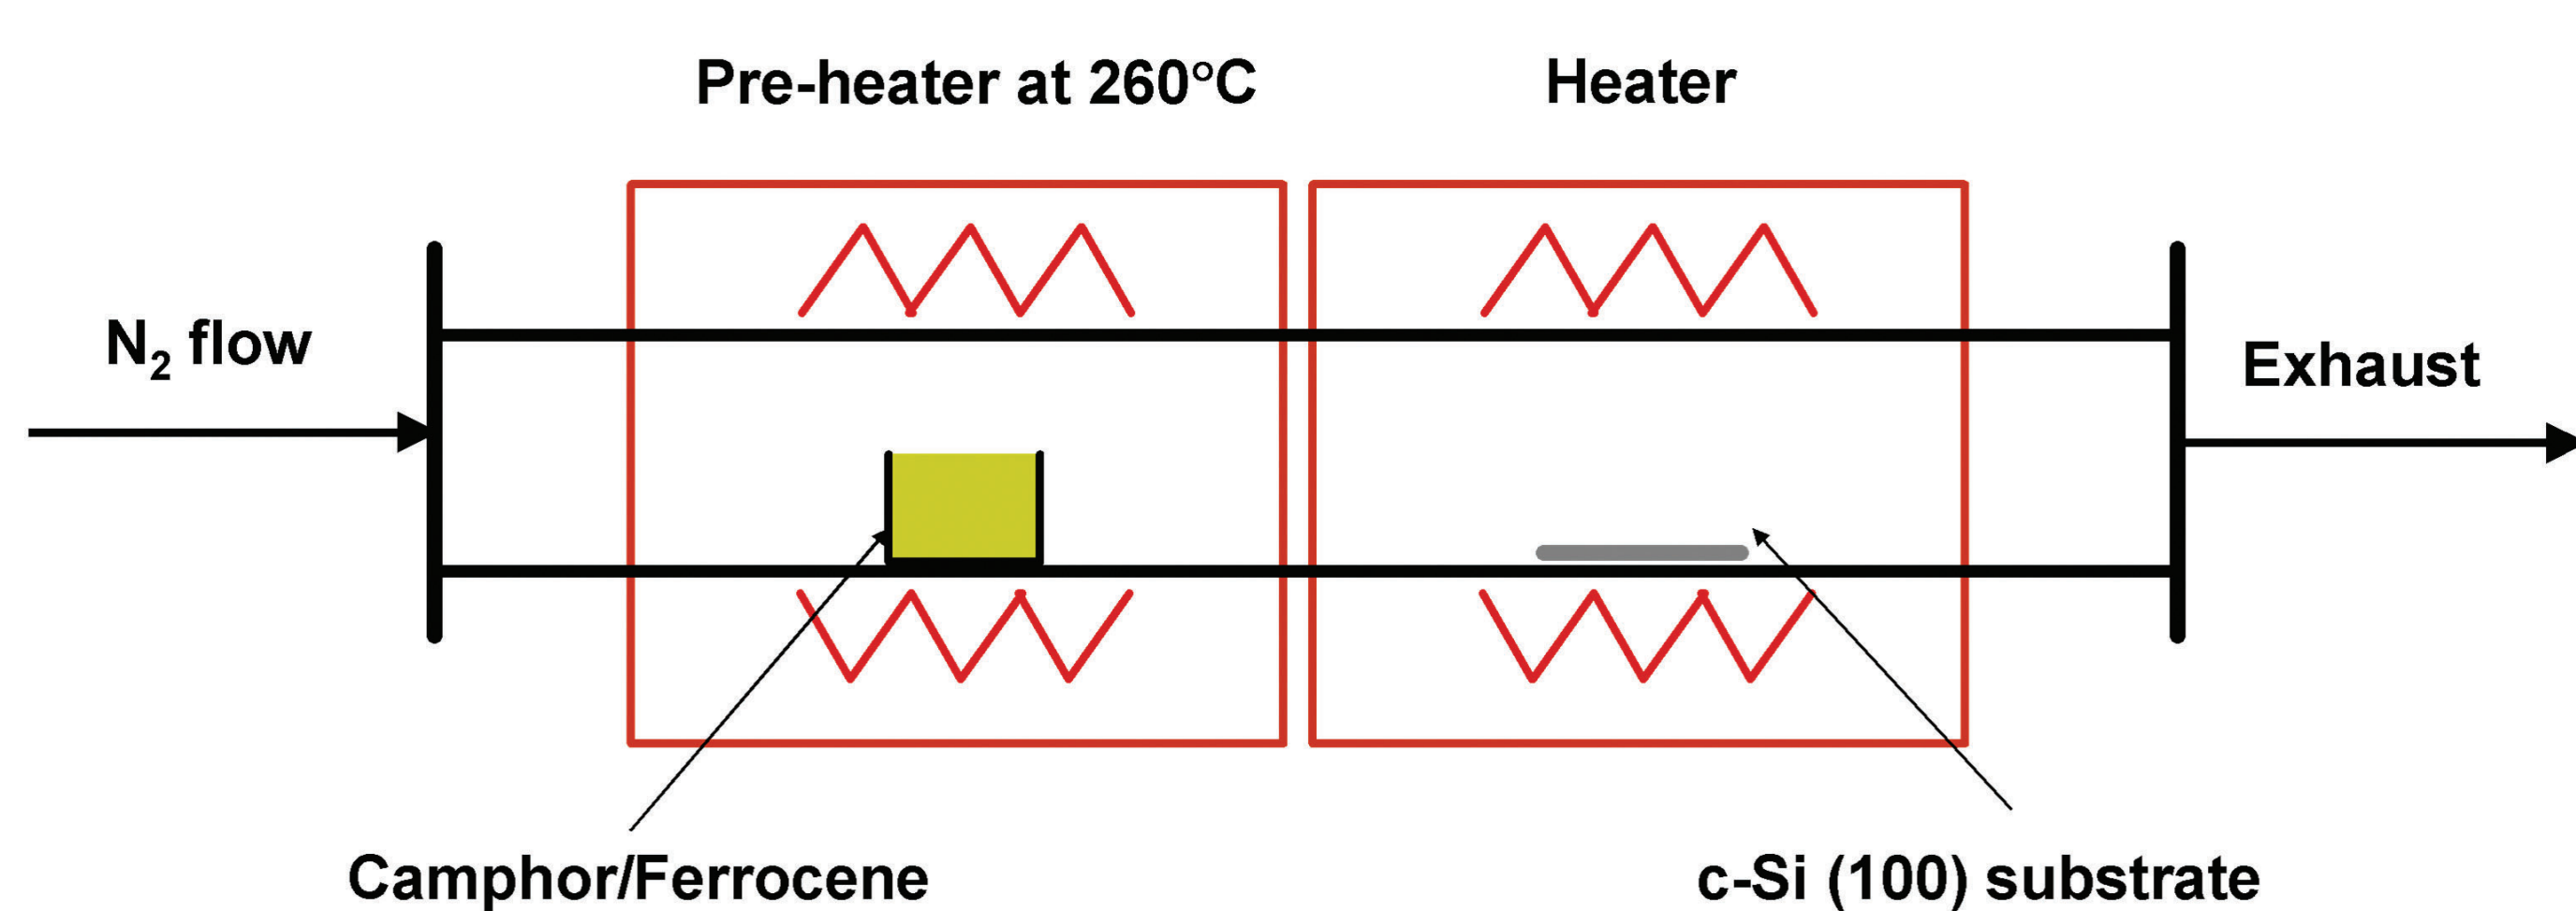 Pre-heater at 260°C
Heater
N₂ flow
Exhaust
Camphor/Ferrocene
c-Si (100) substrate